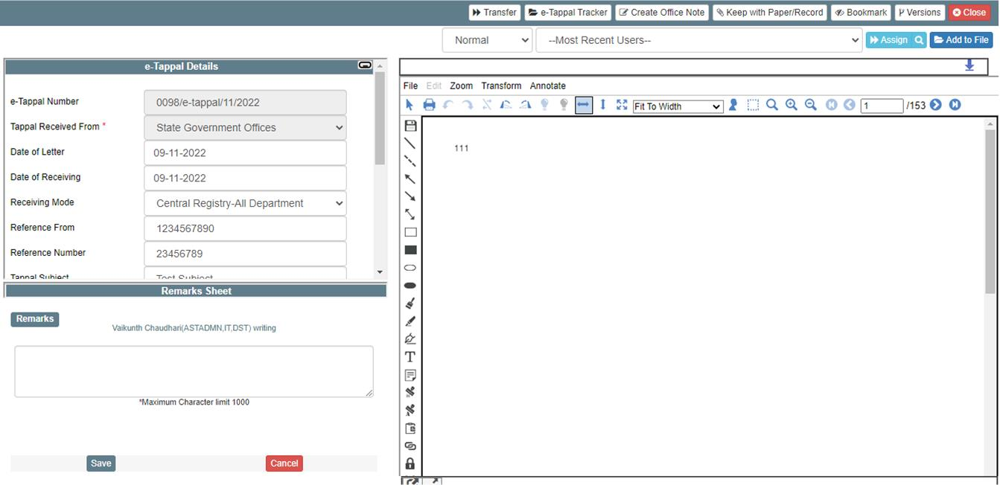 Transfer e-Tappal Tracker Create Office Note Keep with Paper/Record Bookmark Versions Close
Normal --Most Recent Users-- Assign Add to File
e-Tappal Details
e-Tappal Number 0098/e-tappal/11/2022
Tappal Received From * State Government Offices
Date of Letter 09-11-2022
Date of Receiving 09-11-2022
Receiving Mode Central Registry-All Department
Reference From 1234567890
Reference Number 23456789
Tappal Subject Test Subject
Remarks Sheet
Remarks
Vaikunth Chaudhari(ASTADMN,IT,DST) writing
*Maximum Character limit 1000
Save Cancel
File Edit Zoom Transform Annotate
Fit To Width 1 /153
111